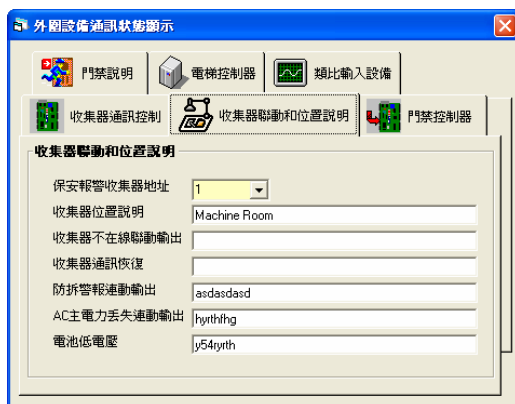 外圍設備通訊狀態顯示
門禁說明 電梯控制器 類比輸入設備
收集器通訊控制 收集器聯動和位置說明 門禁控制器
收集器聯動和位置說明
保安報警收集器地址 1
收集器位置說明 Machine Room
收集器不在線聯動輸出
收集器通訊恢復
防拆警報連動輸出 asdasdasd
AC主電力丟失連動輸出 hyrthfhg
電池低電壓 y54ryrth